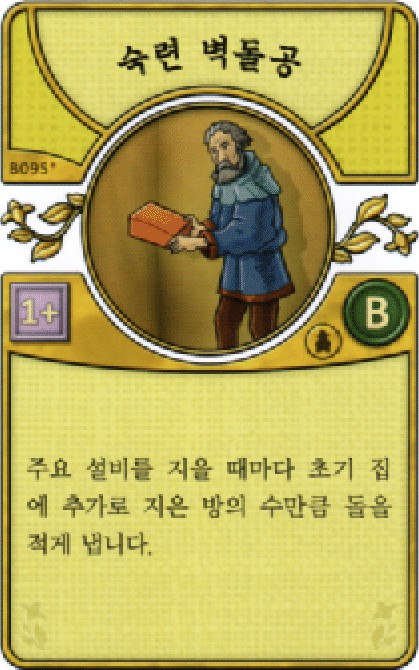 숙련 벽돌공
B095*
1+
B
주요 설비를 지을 때마다 초기 집
에 추가로 지은 방의 수만큼 돌을
적게 냅니다.